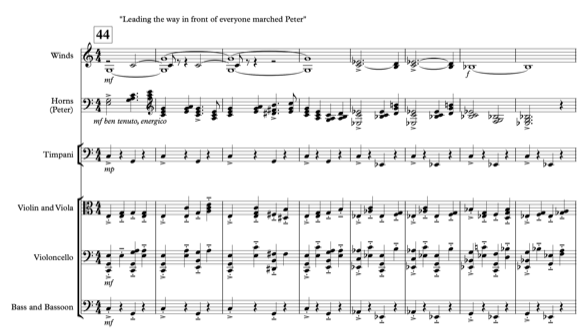 "Leading the way in front of everyone marched Peter"
44
Winds
mf
f
Horns
(Peter)
mf ben tenuto, energico
Timpani
mp
Violin and Viola
Violoncello
mf
Bass and Bassoon
mf